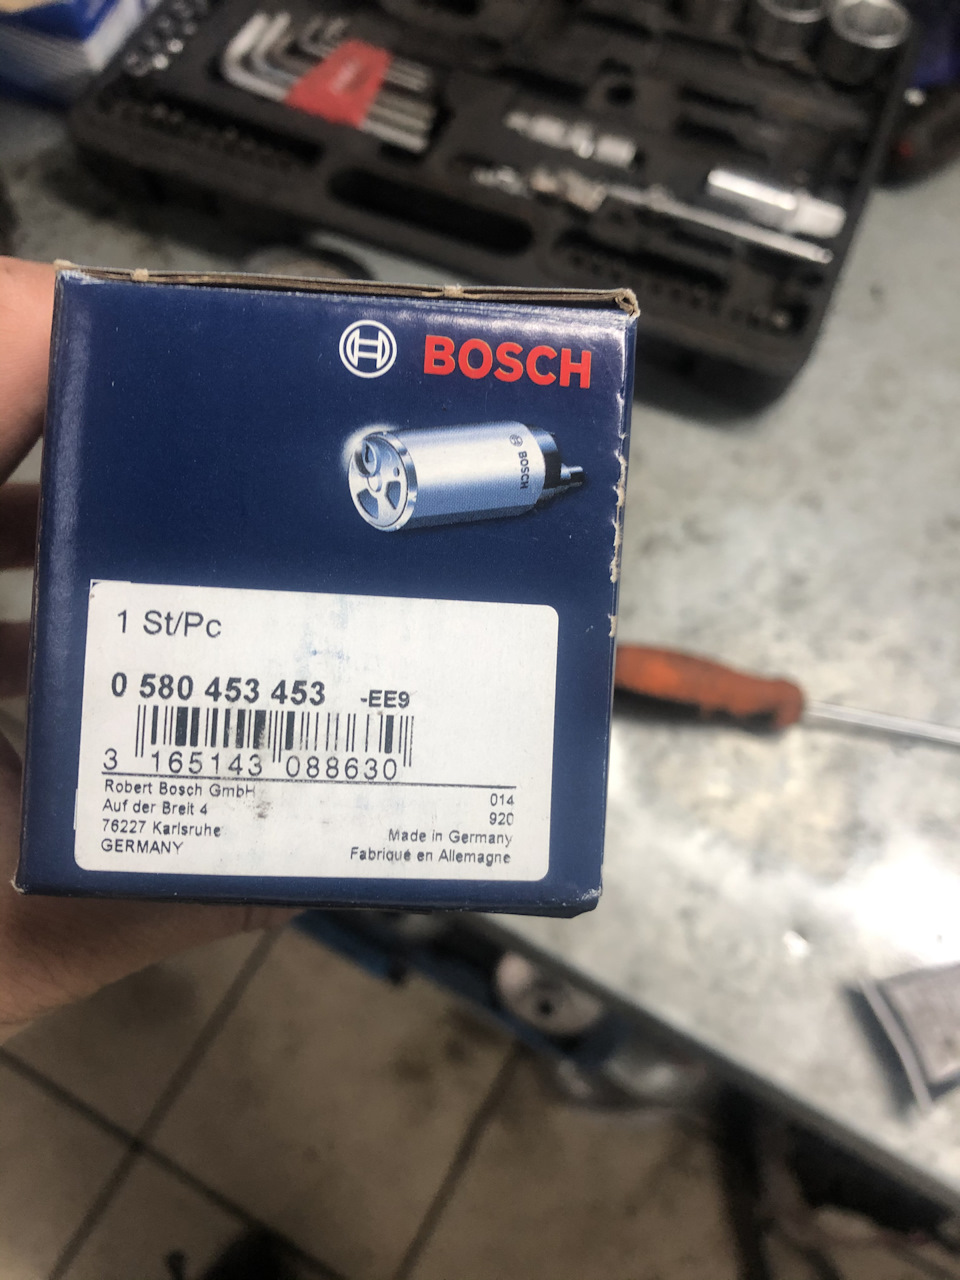 BOSCH
BOSCH
1 St/Pc
0 580 453 453 -EE9
3 165143 088630
Robert Bosch GmbH
Auf der Breit 4
76227 Karlsruhe
GERMANY
014
920
Made in Germany
Fabriqué en Allemagne